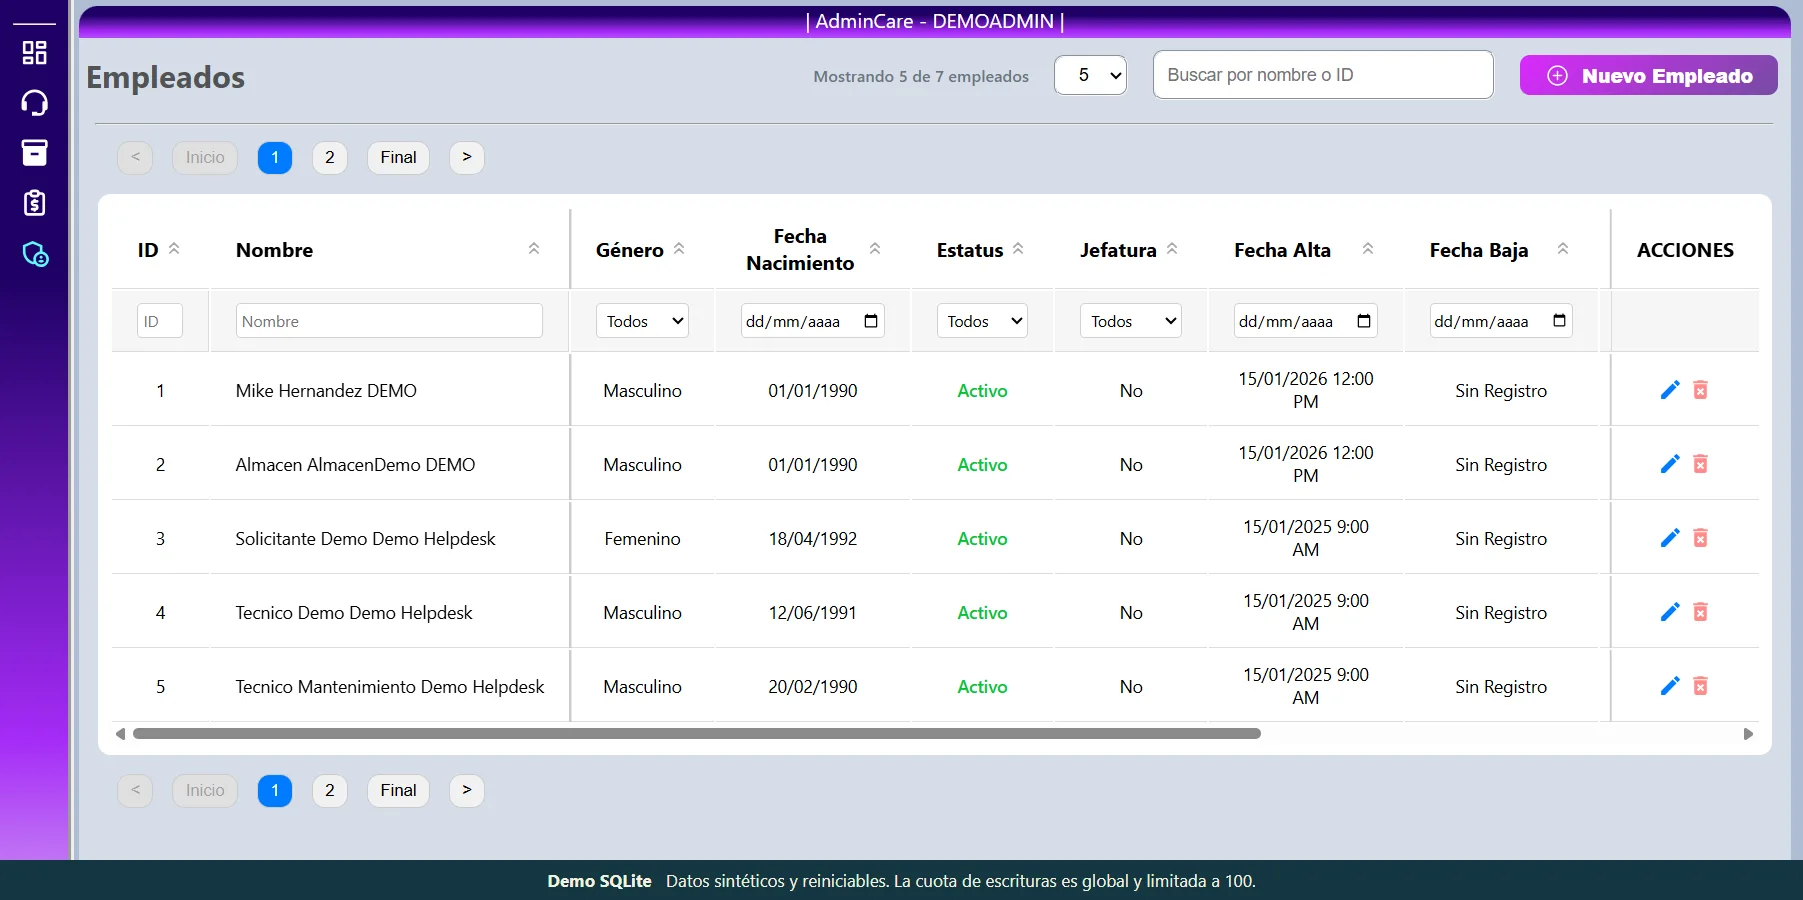 | AdminCare - DEMOADMIN |
Empleados
Mostrando 5 de 7 empleados
5
Buscar por nombre o ID
Nuevo Empleado
< Inicio 1 2 Final >
ID Nombre Género Fecha Nacimiento Estatus Jefatura Fecha Alta Fecha Baja ACCIONES
ID Nombre Todos dd/mm/aaaa Todos Todos dd/mm/aaaa dd/mm/aaaa
1 Mike Hernandez DEMO Masculino 01/01/1990 Activo No 15/01/2026 12:00 PM Sin Registro
2 Almacen AlmacenDemo DEMO Masculino 01/01/1990 Activo No 15/01/2026 12:00 PM Sin Registro
3 Solicitante Demo Demo Helpdesk Femenino 18/04/1992 Activo No 15/01/2025 9:00 AM Sin Registro
4 Tecnico Demo Demo Helpdesk Masculino 12/06/1991 Activo No 15/01/2025 9:00 AM Sin Registro
5 Tecnico Mantenimiento Demo Helpdesk Masculino 20/02/1990 Activo No 15/01/2025 9:00 AM Sin Registro
< Inicio 1 2 Final >
Demo SQLite Datos sintéticos y reiniciables. La cuota de escrituras es global y limitada a 100.